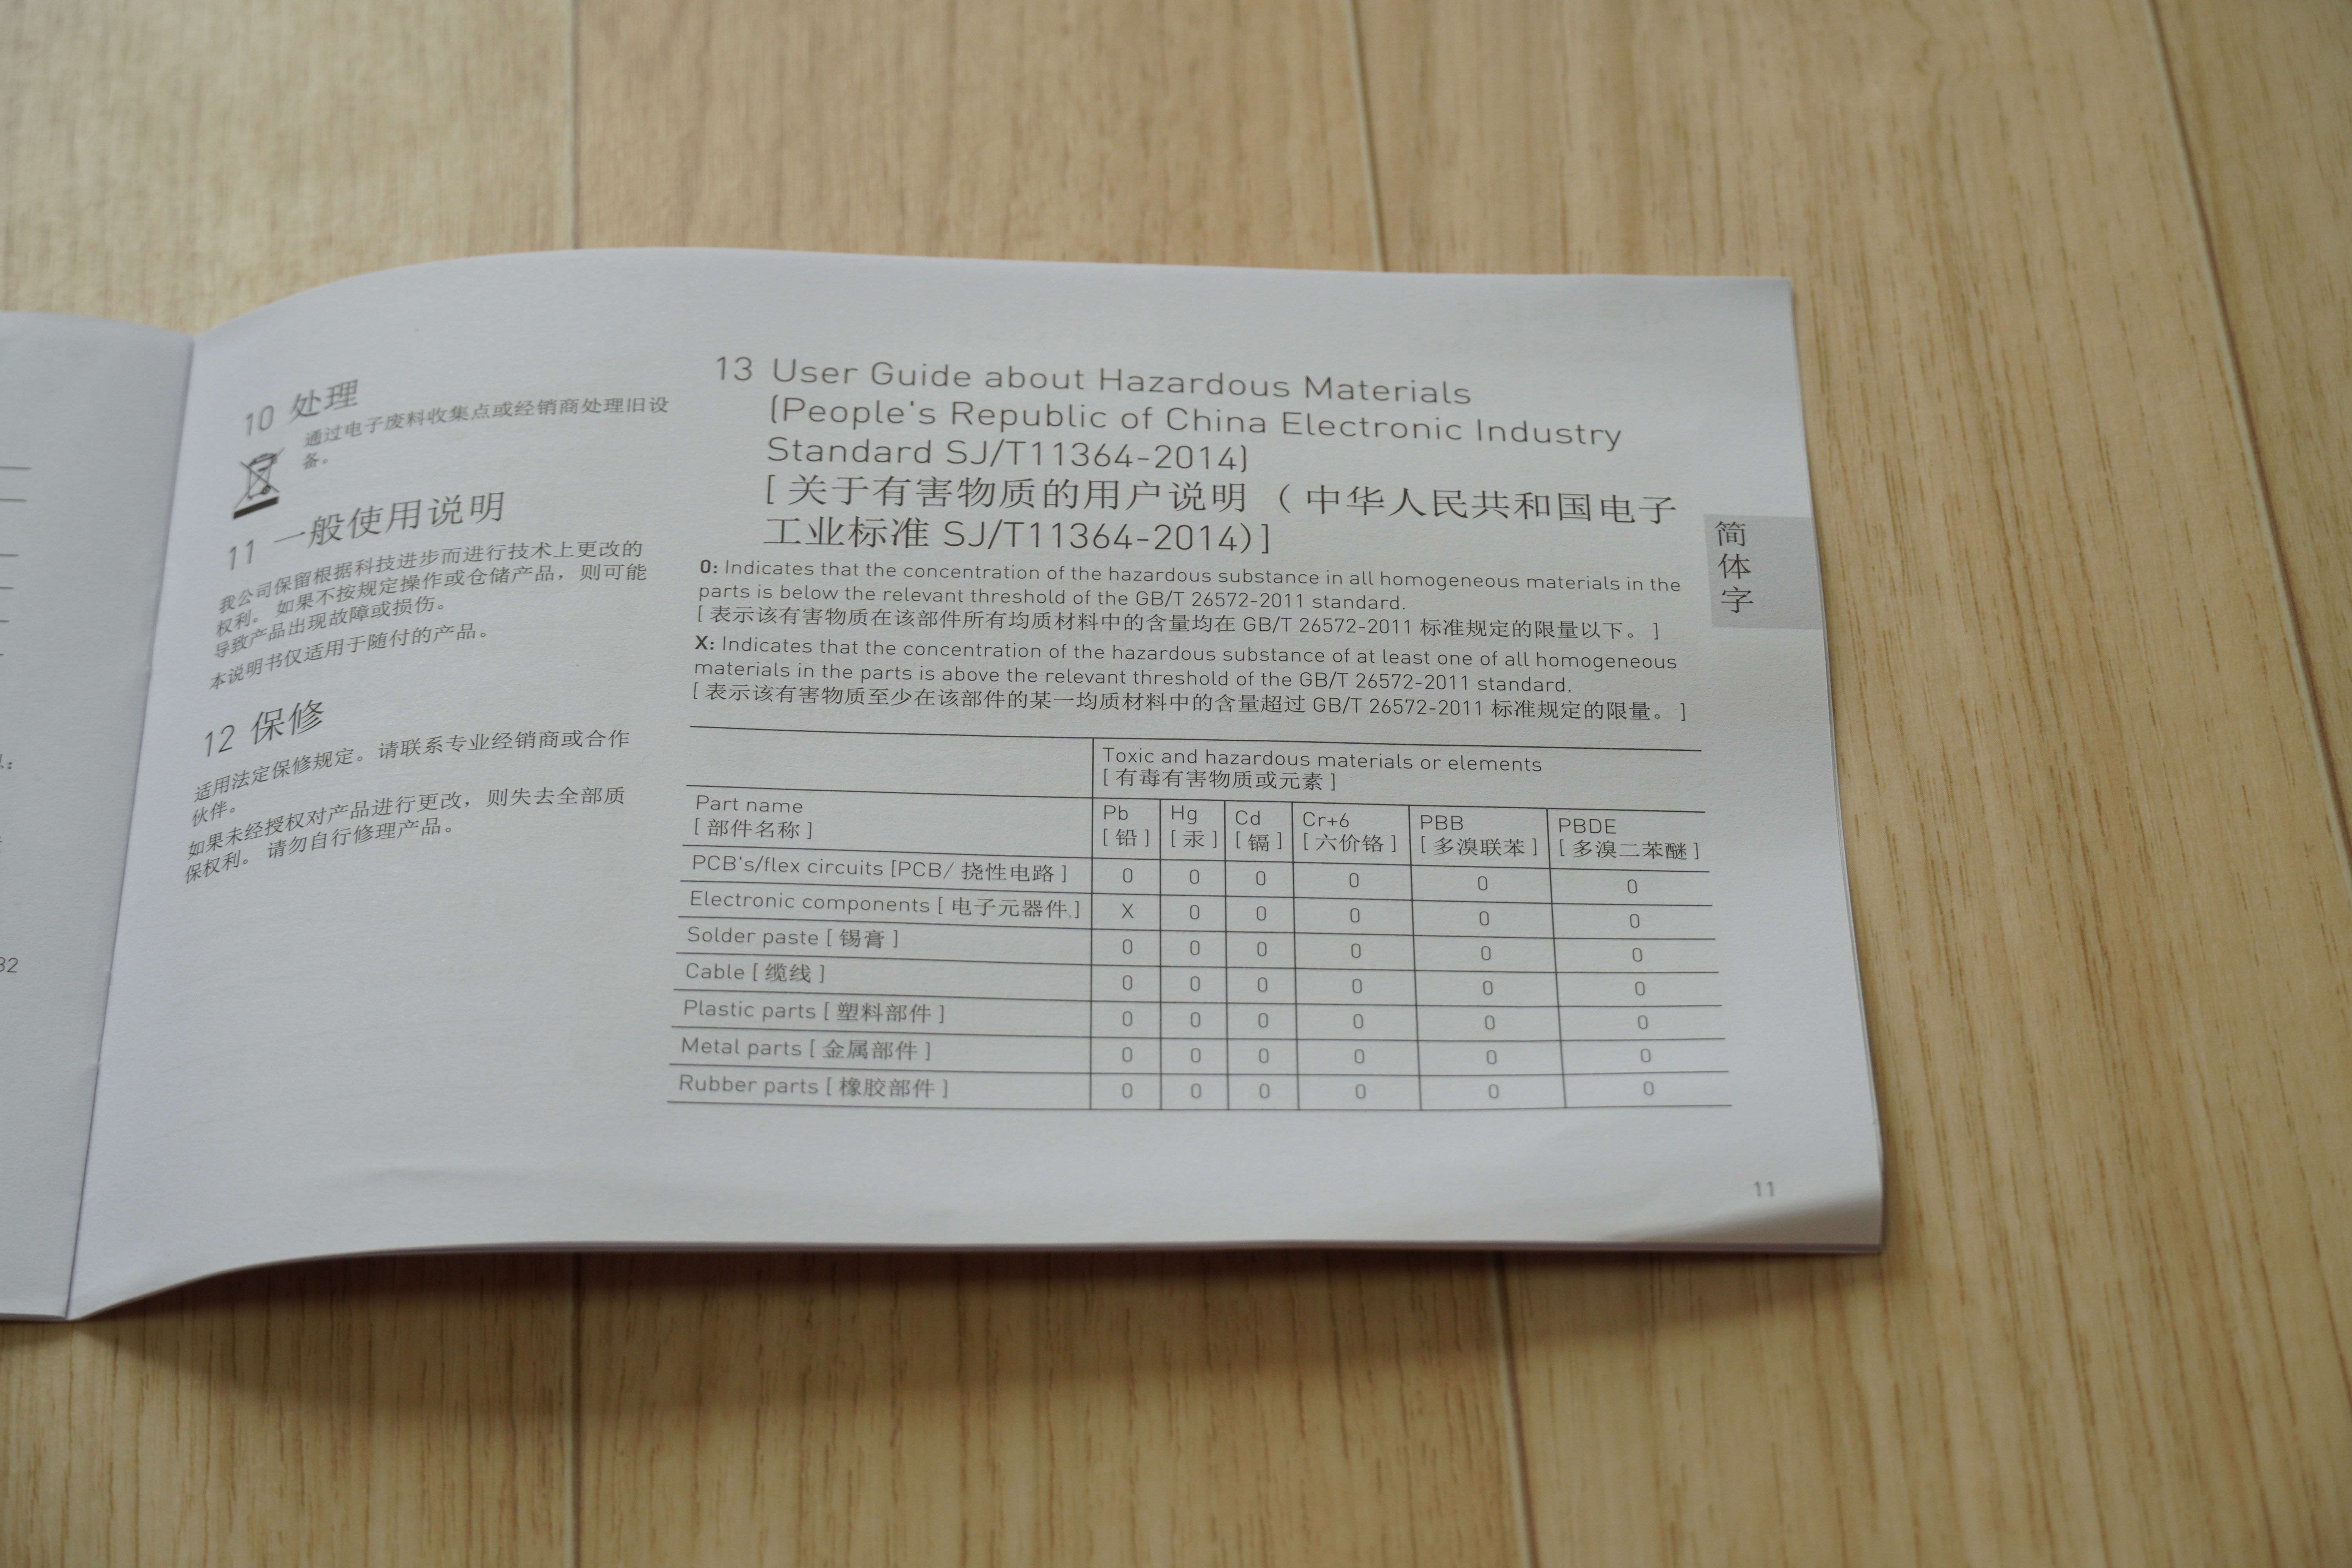 32
10 处理
通过电子废料收集点或经销商处理旧设
备。
11 一般使用说明
我公司保留根据科技进步而进行技术上更改的
权利。 如果不按规定操作或仓储产品，则可能
导致产品出现故障或损伤。
本说明书仅适用于随付的产品。
12 保修
适用法定保修规定。请联系专业经销商或合作
伙伴。
如果未经授权对产品进行更改，则失去全部质
保权利。 请勿自行修理产品。
13 User Guide about Hazardous Materials
(People's Republic of China Electronic Industry
Standard SJ/T11364-2014)
[ 关于有害物质的用户说明 （ 中华人民共和国电子
工业标准 SJ/T11364-2014) ]
0: Indicates that the concentration of the hazardous substance in all homogeneous materials in the
parts is below the relevant threshold of the GB/T 26572-2011 standard.
[ 表示该有害物质在该部件所有均质材料中的含量均在 GB/T 26572-2011 标准规定的限量以下。 ]
X: Indicates that the concentration of the hazardous substance of at least one of all homogeneous
materials in the parts is above the relevant threshold of the GB/T 26572-2011 standard.
[ 表示该有害物质至少在该部件的某一均质材料中的含量超过 GB/T 26572-2011 标准规定的限量。 ]
Toxic and hazardous materials or elements
[ 有毒有害物质或元素 ]
Part name Pb Hg Cd Cr+6 PBB PBDE
[ 部件名称 ] [ 铅 ] [ 汞 ] [ 镉 ] [ 六价铬 ] [ 多溴联苯 ] [ 多溴二苯醚 ]
PCB's/flex circuits [PCB/ 挠性电路 ] 0 0 0 0 0 0
Electronic components [ 电子元器件 ] X 0 0 0 0 0
Solder paste [ 锡膏 ] 0 0 0 0 0 0
Cable [ 缆线 ] 0 0 0 0 0 0
Plastic parts [ 塑料部件 ] 0 0 0 0 0 0
Metal parts [ 金属部件 ] 0 0 0 0 0 0
Rubber parts [ 橡胶部件 ] 0 0 0 0 0 0
简
体
字
11